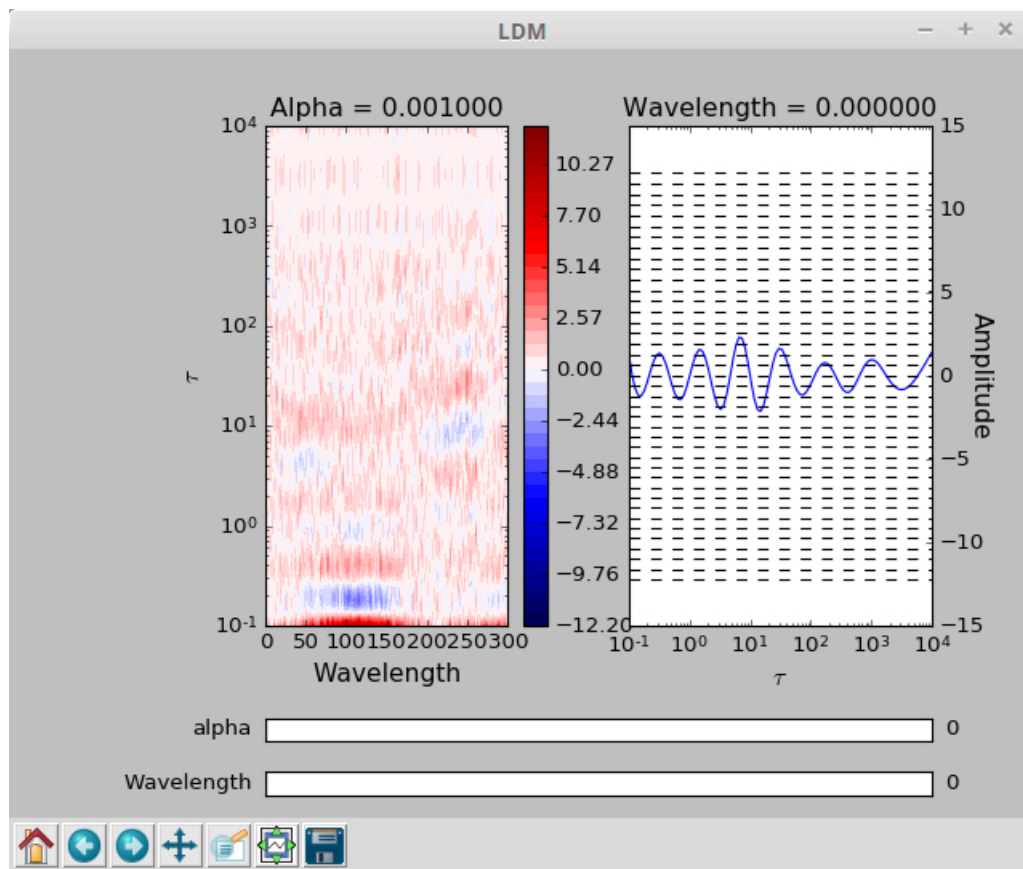 LDM
Alpha = 0.001000
Wavelength = 0.000000
10⁴
10³
10²
10¹
10⁰
10⁻¹
τ
0 50 100 150 200 250 300
Wavelength
10.27
7.70
5.14
2.57
0.00
−2.44
−4.88
−7.32
−9.76
−12.20
15
10
5
0
−5
−10
−15
Amplitude
10⁻¹ 10⁰ 10¹ 10² 10³ 10⁴
τ
alpha 0
Wavelength 0